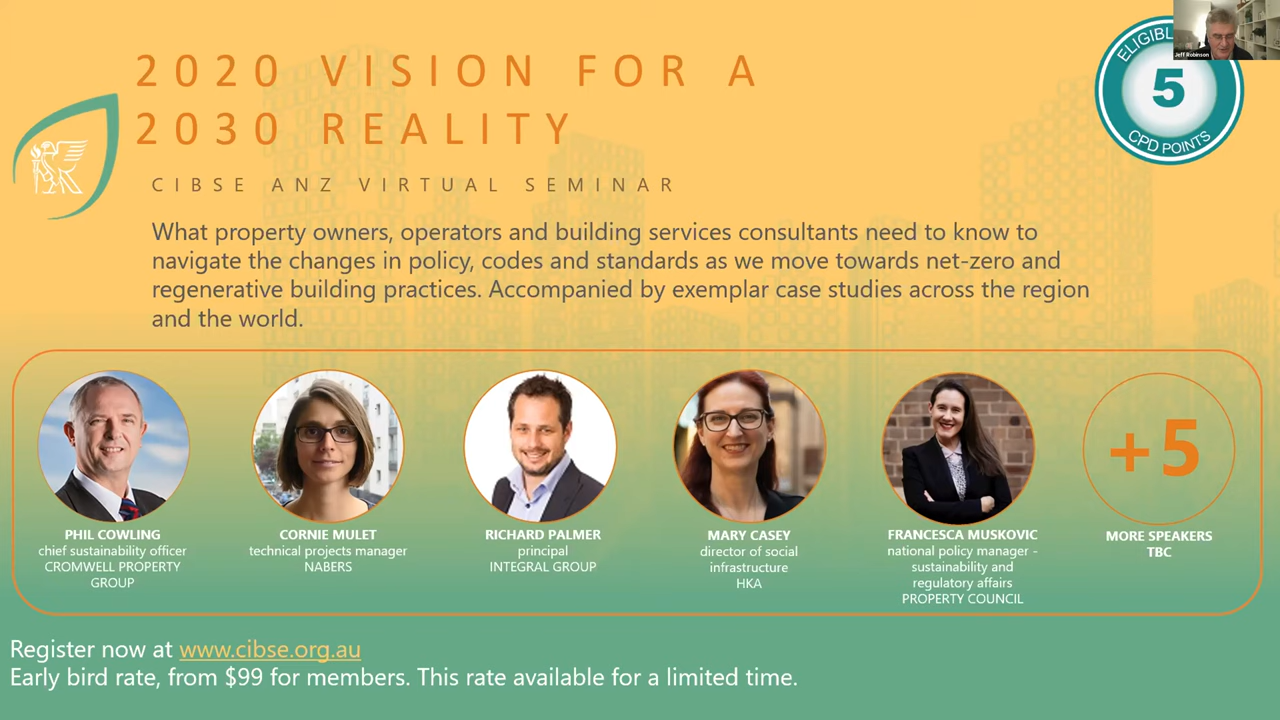 2020 VISION FOR A
2030 REALITY
CIBSE ANZ VIRTUAL SEMINAR
What property owners, operators and building services consultants need to know to
navigate the changes in policy, codes and standards as we move towards net-zero and
regenerative building practices. Accompanied by exemplar case studies across the region
and the world.
ELIGIBLE
5
CPD POINTS
Jeff Robinson
PHIL COWLING
chief sustainability officer
CROMWELL PROPERTY
GROUP
CORNIE MULET
technical projects manager
NABERS
RICHARD PALMER
principal
INTEGRAL GROUP
MARY CASEY
director of social
infrastructure
HKA
FRANCESCA MUSKOVIC
national policy manager -
sustainability and
regulatory affairs
PROPERTY COUNCIL
+5
MORE SPEAKERS
TBC
Register now at www.cibse.org.au
Early bird rate, from $99 for members. This rate available for a limited time.